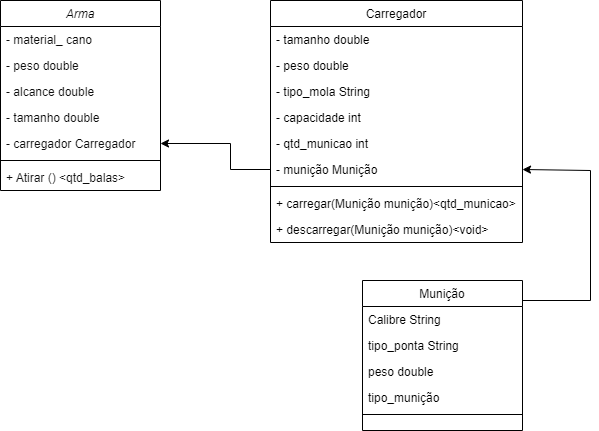 Arma
- material_ cano
- peso double
- alcance double
- tamanho double
- carregador Carregador
+ Atirar () <qtd_balas>
Carregador
- tamanho double
- peso double
- tipo_mola String
- capacidade int
- qtd_municao int
- munição Munição
+ carregar(Munição munição)<qtd_municao>
+ descarregar(Munição munição)<void>
Munição
Calibre String
tipo_ponta String
peso double
tipo_munição